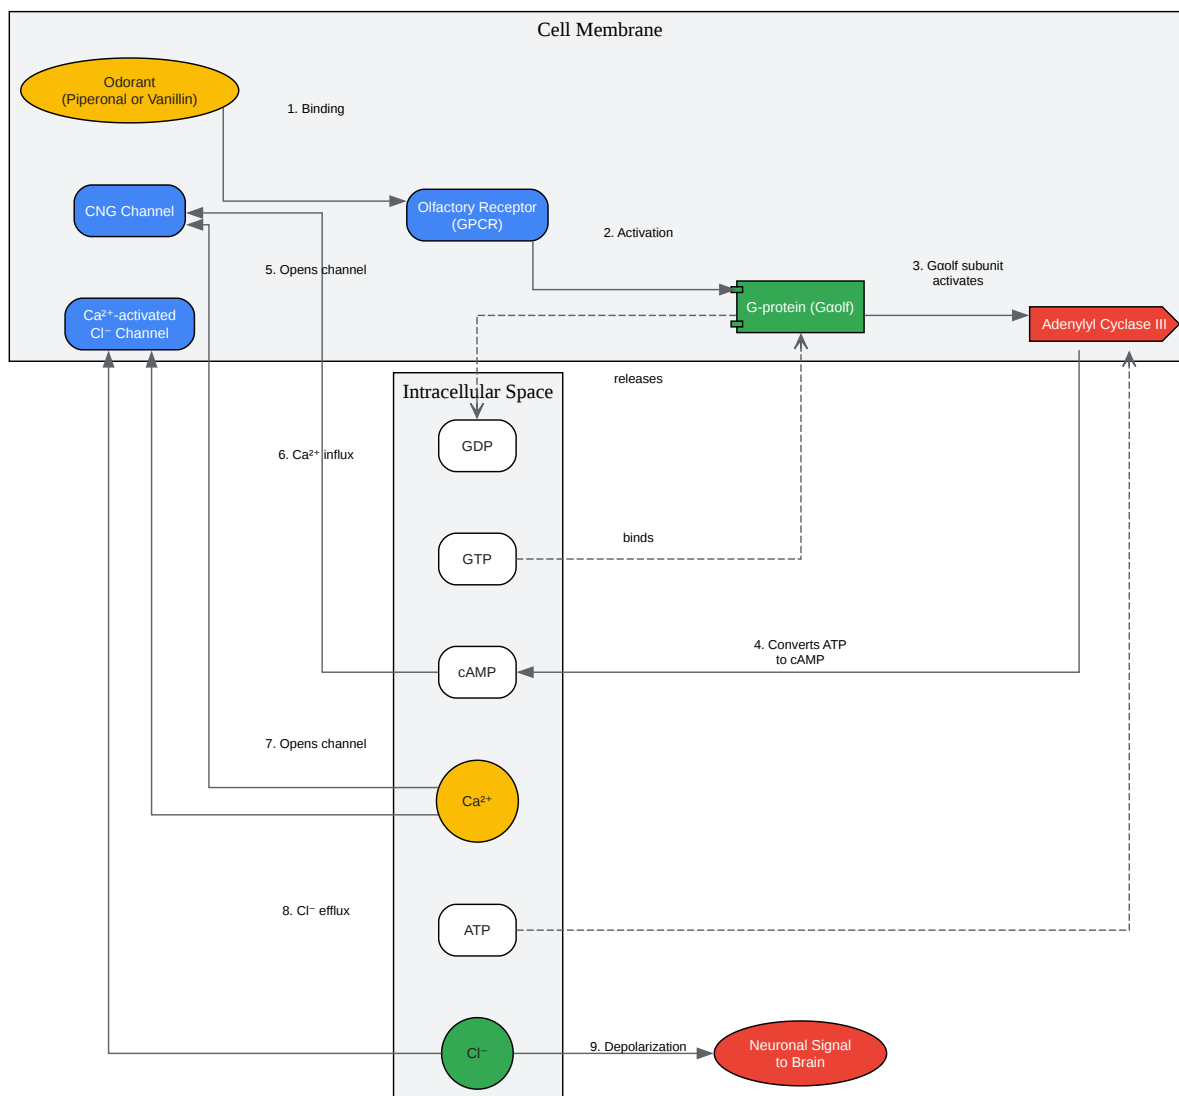 Cell Membrane
Odorant
(Piperonal or Vanillin)
1. Binding
CNG Channel
Olfactory Receptor
(GPCR)
2. Activation
5. Opens channel
3. Gαolf subunit
activates
G-protein (Gαolf)
Ca²⁺-activated
Cl⁻ Channel
Adenylyl Cyclase III
releases
Intracellular Space
GDP
6. Ca²⁺ influx
binds
GTP
4. Converts ATP
to cAMP
cAMP
7. Opens channel
Ca²⁺
8. Cl⁻ efflux
ATP
Cl⁻
9. Depolarization
Neuronal Signal
to Brain